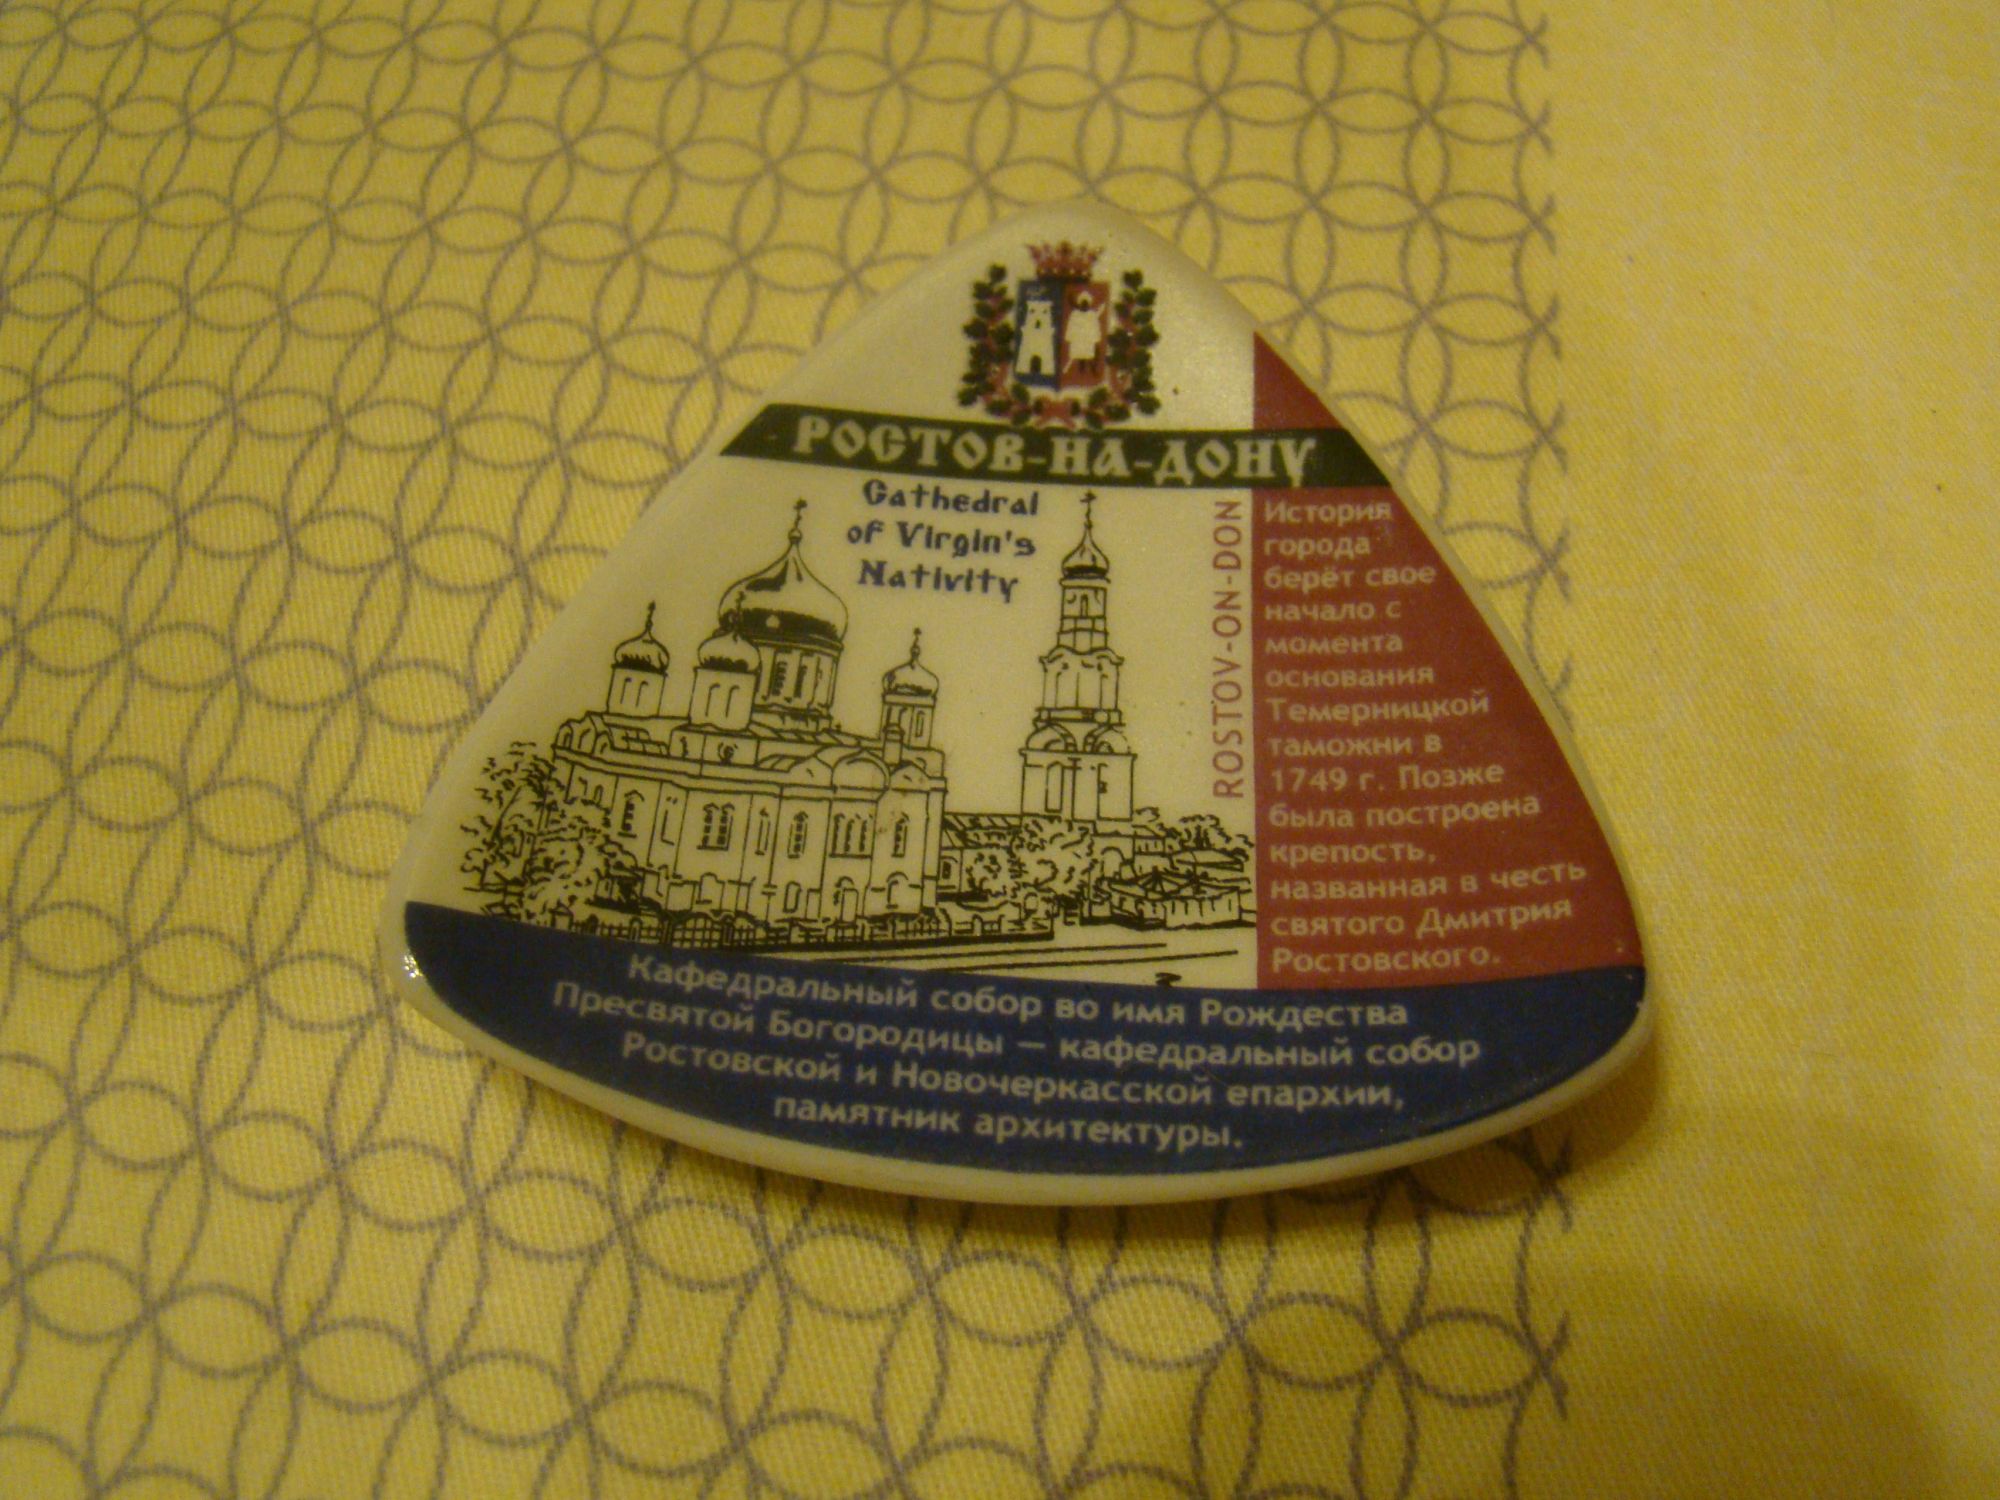 РОСТОВ-НА-ДОНУ
Cathedral
of Virgin's
Nativity
ROSTOV-ON-DON
История
города
берёт свое
начало с
момента
основания
Темерницкой
таможни в
1749 г. Позже
была построена
крепость,
названная в честь
святого Дмитрия
Ростовского.
Кафедральный собор во имя Рождества
Пресвятой Богородицы — кафедральный собор
Ростовской и Новочеркасской епархии,
памятник архитектуры.